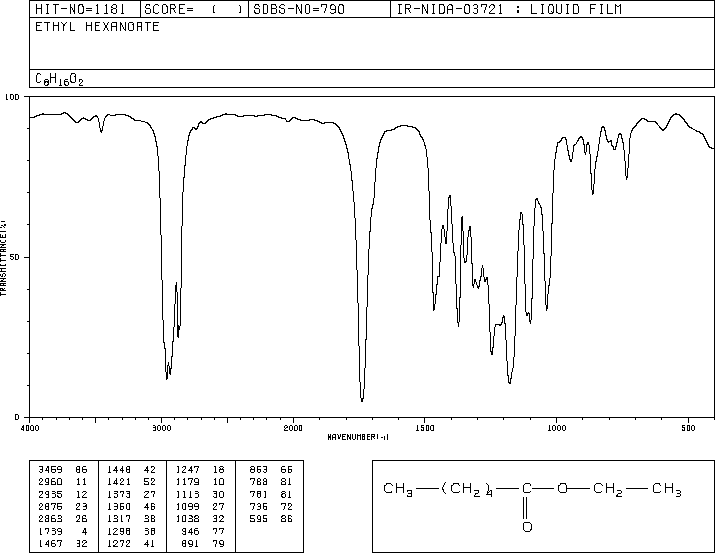 HIT-NO=1181 SCORE= ( ) SDBS-NO=790 IR-NIDA-03721 : LIQUID FILM
ETHYL HEXANOATE
C8H16O2
100
50
0
TRANSMITTANCE(%)
4000 3000 2000 1500 1000 500
WAVENUMBER(-1)
3469 86 1448 42 1247 18 863 66
2960 11 1421 52 1179 10 788 81
2935 12 1373 27 1113 30 781 81
2875 23 1350 46 1099 27 736 72
2863 26 1317 38 1038 32 595 86
1739 4 1298 38 946 77
1467 32 1272 41 891 79
CH3 (CH2)4 C O CH2 CH3
O